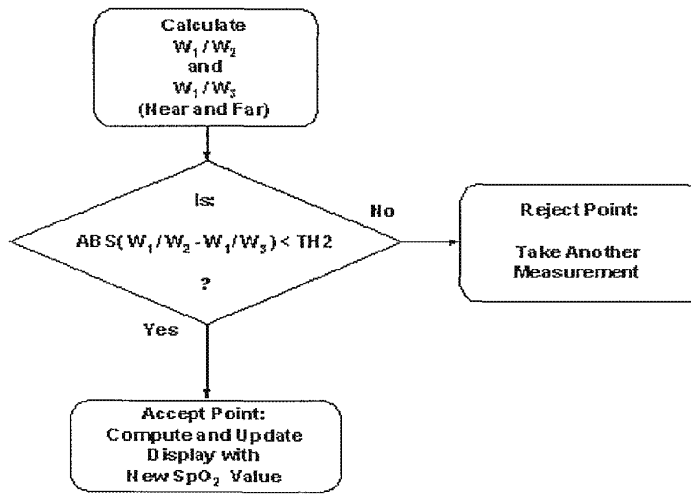 Calculate
W₁/W₂
and
W₁/W₃
(Near and Far)
Is:
ABS(W₁/W₂ - W₁/W₃) < TH2
?
No
Reject Point:
Take Another
Measurement
Yes
Accept Point:
Compute and Update
Display with
New SpO₂ Value